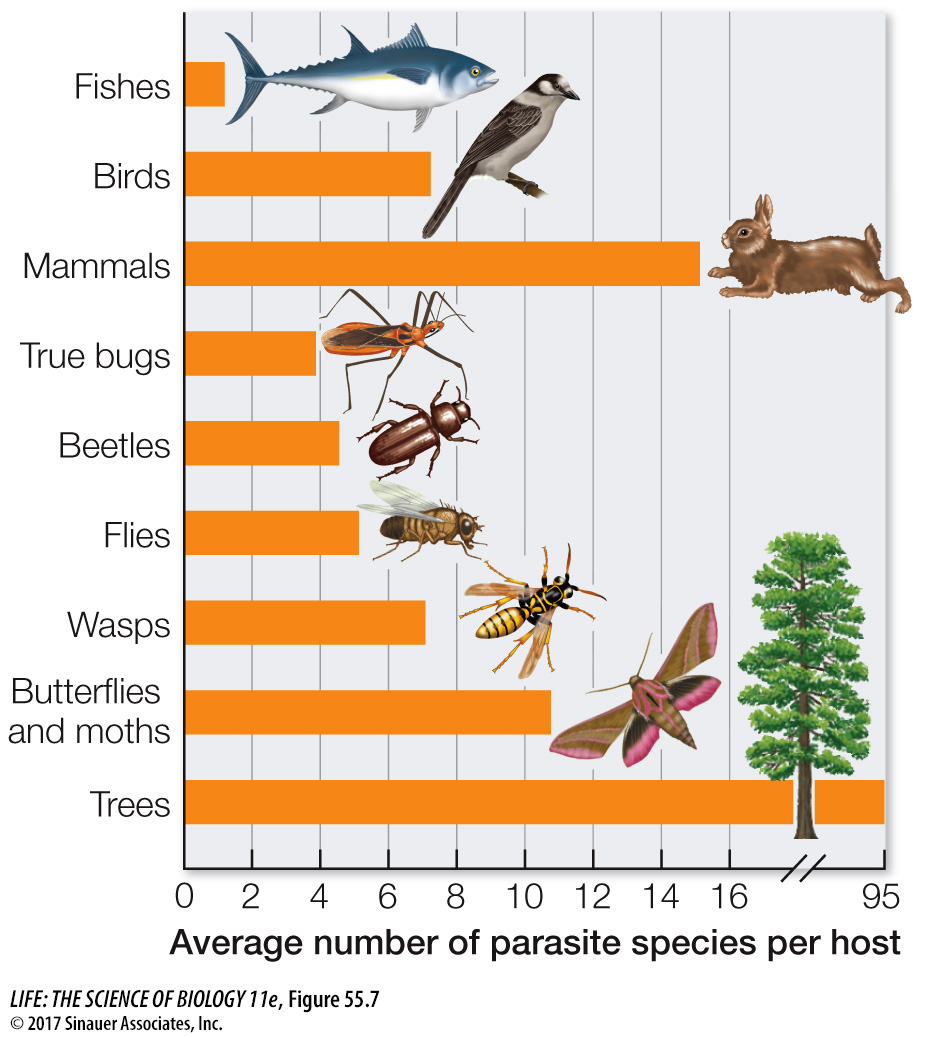 Fishes
Birds
Mammals
True bugs
Beetles
Flies
Wasps
Butterflies
and moths
Trees
0 2 4 6 8 10 12 14 16 95
Average number of parasite species per host
LIFE: THE SCIENCE OF BIOLOGY 11e, Figure 55.7
© 2017 Sinauer Associates, Inc.